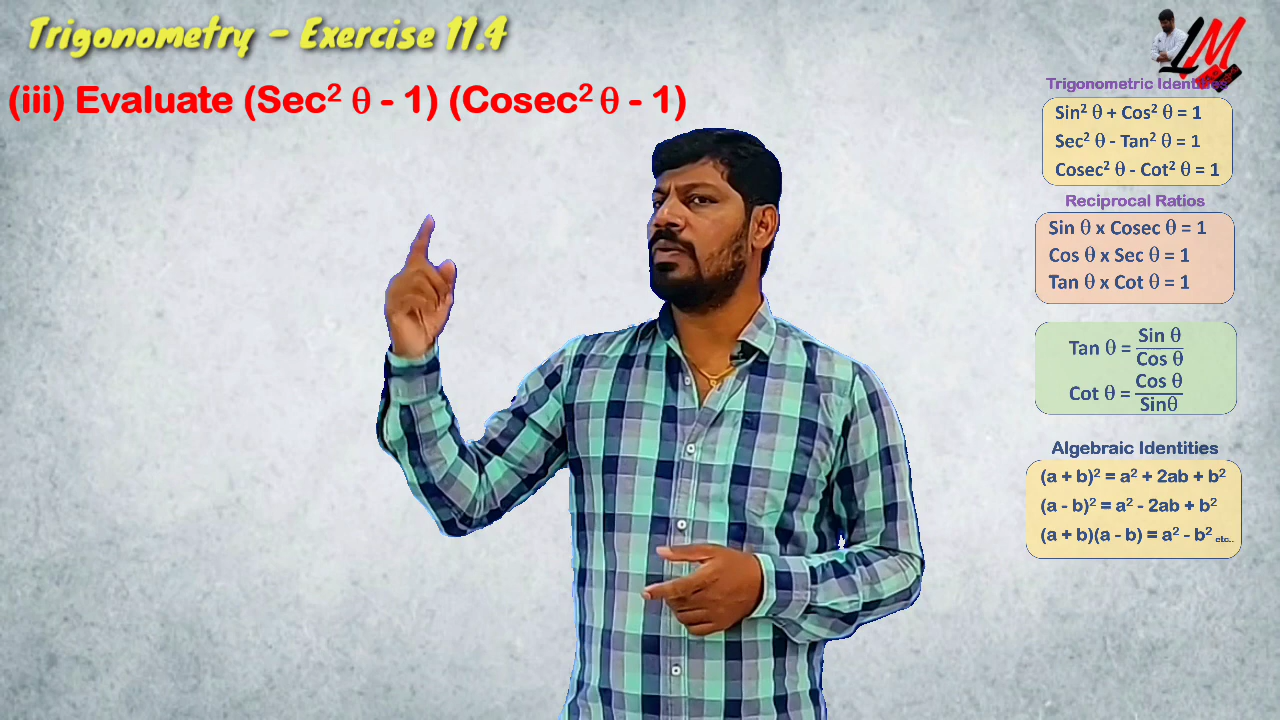 Trigonometry - Exercise 11.4
(iii) Evaluate (Sec² θ - 1) (Cosec² θ - 1)
LM
Trigonometric Identities
Sin² θ + Cos² θ = 1
Sec² θ - Tan² θ = 1
Cosec² θ - Cot² θ = 1
Reciprocal Ratios
Sin θ x Cosec θ = 1
Cos θ x Sec θ = 1
Tan θ x Cot θ = 1
Tan θ = Sin θ / Cos θ
Cot θ = Cos θ / Sinθ
Algebraic Identities
(a + b)² = a² + 2ab + b²
(a - b)² = a² - 2ab + b²
(a + b)(a - b) = a² - b² etc..